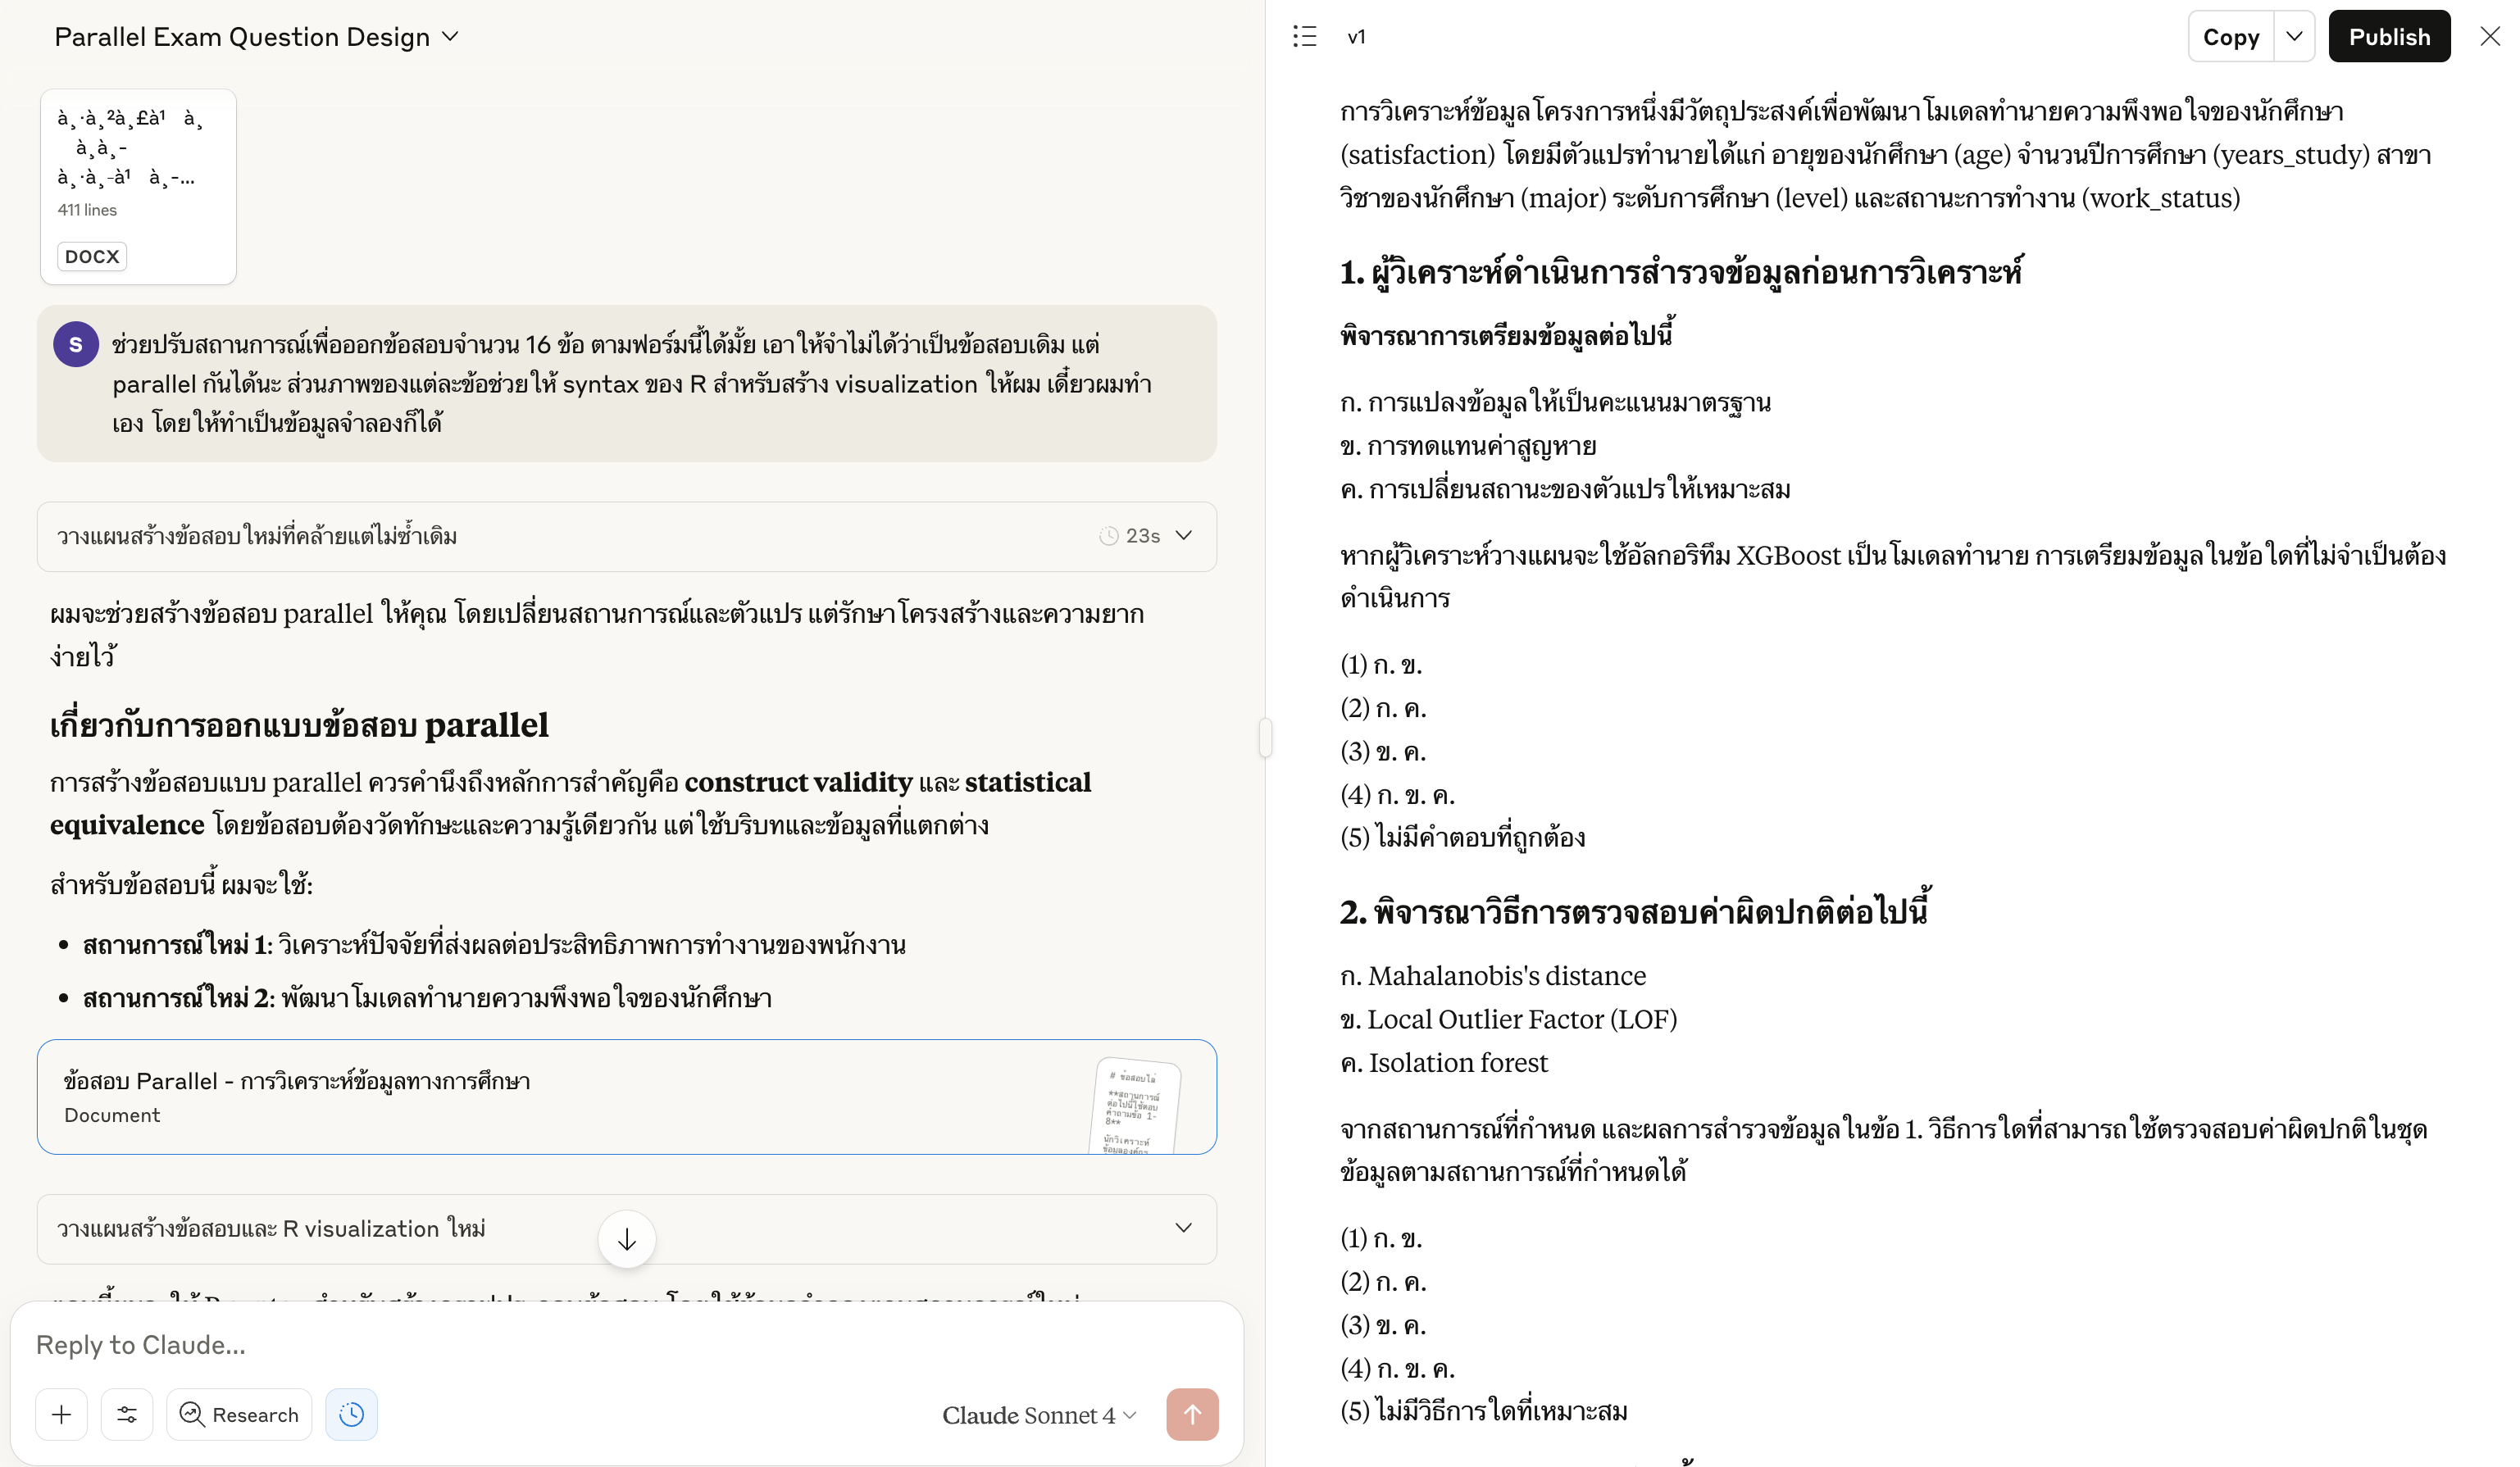 Parallel Exam Question Design
à¸·à¸²à¸£à¹ à¸
à¸à¸-
à¸·à¸-à¹ à¸-...
411 lines
DOCX
S
ช่วยปรับสถานการณ์เพื่อออกข้อสอบจำนวน 16 ข้อ ตามฟอร์มนี้ได้มั้ย เอาให้จำไม่ได้ว่าเป็นข้อสอบเดิม แต่
parallel กันได้นะ ส่วนภาพของแต่ละข้อช่วยให้ syntax ของ R สำหรับสร้าง visualization ให้ผม เดี๋ยวผมทำ
เอง โดยให้ทำเป็นข้อมูลจำลองก็ได้
วางแผนสร้างข้อสอบใหม่ที่คล้ายแต่ไม่ซ้ำเดิม
23s
ผมจะช่วยสร้างข้อสอบ parallel ให้คุณ โดยเปลี่ยนสถานการณ์และตัวแปร แต่รักษาโครงสร้างและความยาก
ง่ายไว้
เกี่ยวกับการออกแบบข้อสอบ parallel
การสร้างข้อสอบแบบ parallel ควรคำนึงถึงหลักการสำคัญคือ construct validity และ statistical
equivalence โดยข้อสอบต้องวัดทักษะและความรู้เดียวกัน แต่ใช้บริบทและข้อมูลที่แตกต่าง
สำหรับข้อสอบนี้ ผมจะใช้:
• สถานการณ์ใหม่ 1: วิเคราะห์ปัจจัยที่ส่งผลต่อประสิทธิภาพการทำงานของพนักงาน
• สถานการณ์ใหม่ 2: พัฒนาโมเดลทำนายความพึงพอใจของนักศึกษา
ข้อสอบ Parallel - การวิเคราะห์ข้อมูลทางการศึกษา
Document
**สถานการณ์
ต่อไปนี้ใช้ตอบ
คำถามข้อ 1-
8**
นักวิเคราะห์
วางแผนสร้างข้อสอบและ R visualization ใหม่
Reply to Claude...
Research
Claude Sonnet 4
v1
Copy
Publish
การวิเคราะห์ข้อมูลโครงการหนึ่งมีวัตถุประสงค์เพื่อพัฒนาโมเดลทำนายความพึงพอใจของนักศึกษา
(satisfaction) โดยมีตัวแปรทำนายได้แก่ อายุของนักศึกษา (age) จำนวนปีการศึกษา (years_study) สาขา
วิชาของนักศึกษา (major) ระดับการศึกษา (level) และสถานะการทำงาน (work_status)
1. ผู้วิเคราะห์ดำเนินการสำรวจข้อมูลก่อนการวิเคราะห์
พิจารณาการเตรียมข้อมูลต่อไปนี้
ก. การแปลงข้อมูลให้เป็นคะแนนมาตรฐาน
ข. การทดแทนค่าสูญหาย
ค. การเปลี่ยนสถานะของตัวแปรให้เหมาะสม
หากผู้วิเคราะห์วางแผนจะใช้อัลกอริทึม XGBoost เป็นโมเดลทำนาย การเตรียมข้อมูลในข้อใดที่ไม่จำเป็นต้อง
ดำเนินการ
(1) ก. ข.
(2) ก. ค.
(3) ข. ค.
(4) ก. ข. ค.
(5) ไม่มีคำตอบที่ถูกต้อง
2. พิจารณาวิธีการตรวจสอบค่าผิดปกติต่อไปนี้
ก. Mahalanobis's distance
ข. Local Outlier Factor (LOF)
ค. Isolation forest
จากสถานการณ์ที่กำหนด และผลการสำรวจข้อมูลในข้อ 1. วิธีการใดที่สามารถใช้ตรวจสอบค่าผิดปกติในชุด
ข้อมูลตามสถานการณ์ที่กำหนดได้
(1) ก. ข.
(2) ก. ค.
(3) ข. ค.
(4) ก. ข. ค.
(5) ไม่มีวิธีการใดที่เหมาะสม